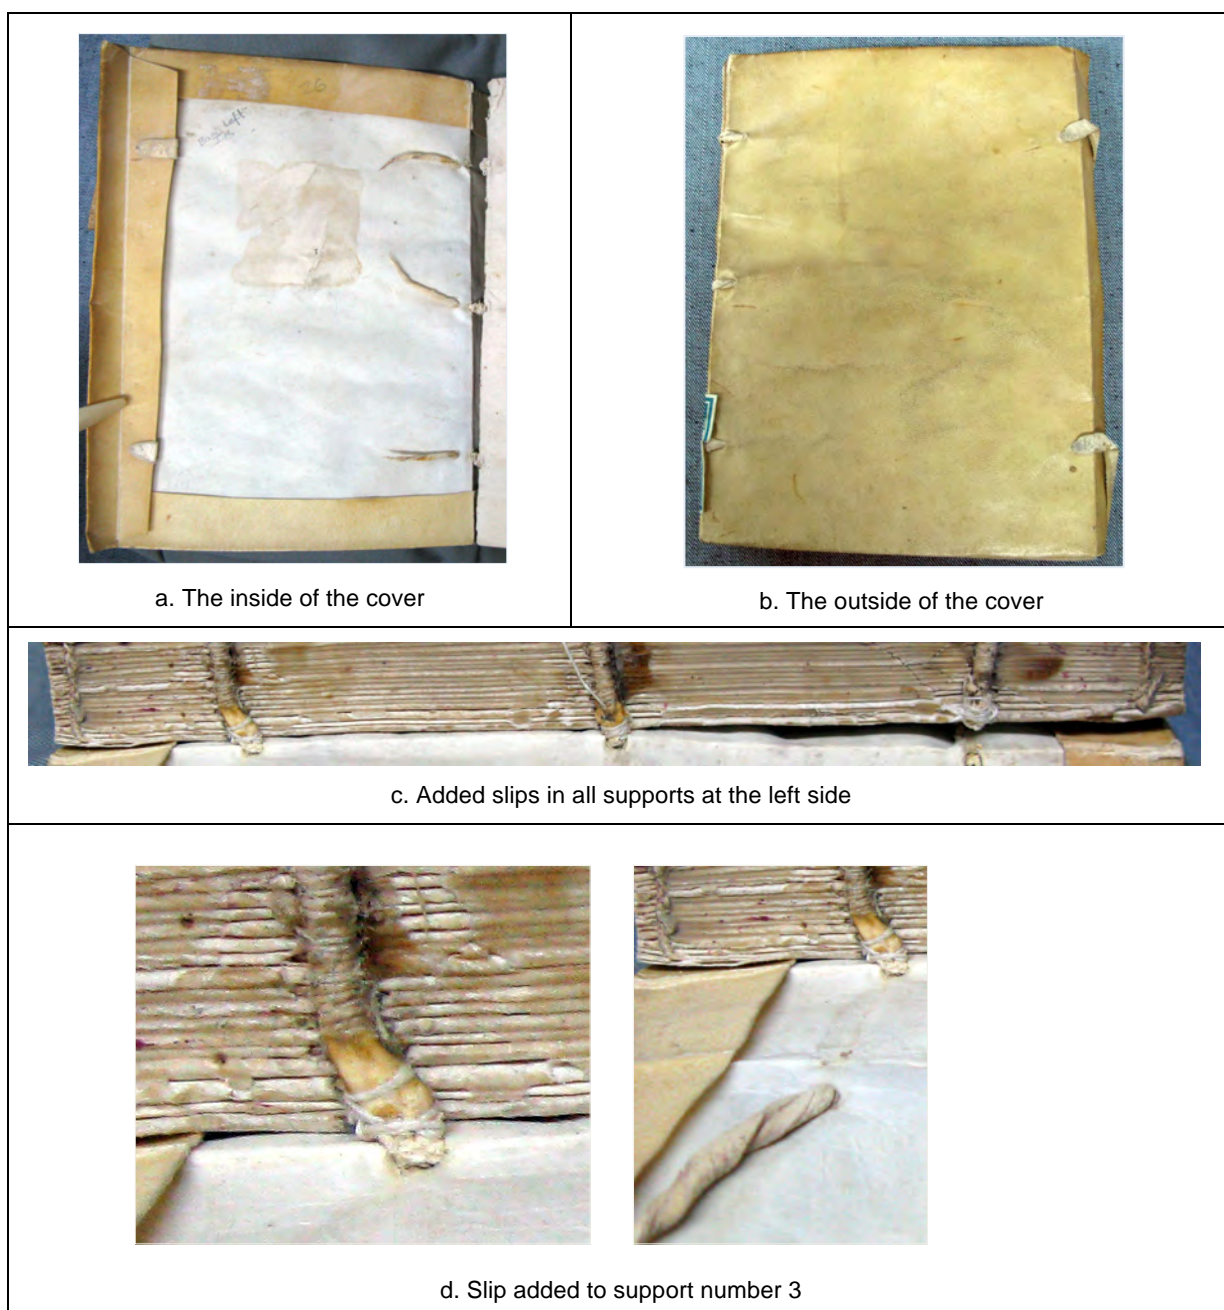 26
a. The inside of the cover
b. The outside of the cover
c. Added slips in all supports at the left side
d. Slip added to support number 3